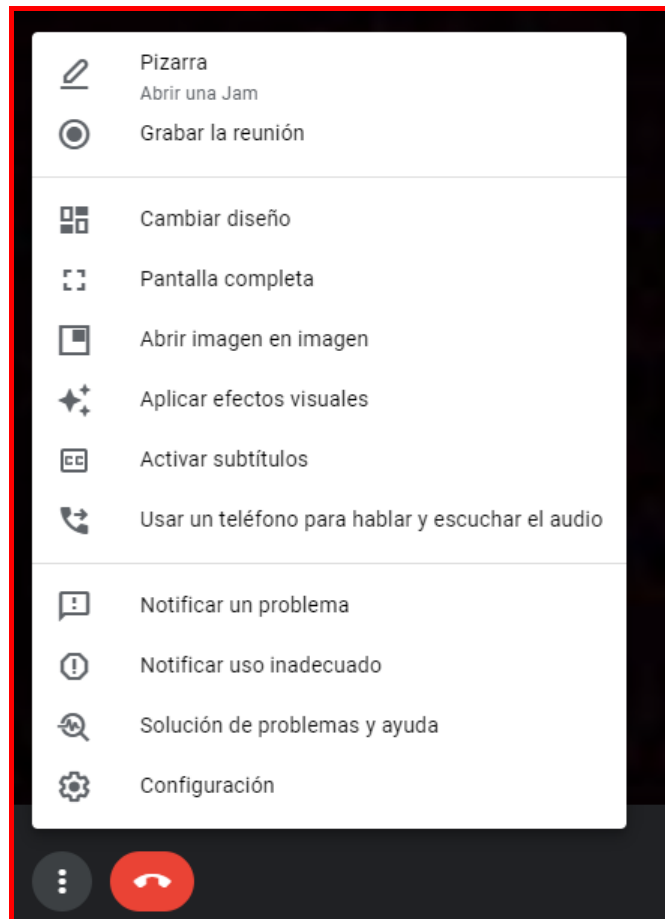 Pizarra
Abrir una Jam
Grabar la reunión
Cambiar diseño
Pantalla completa
Abrir imagen en imagen
Aplicar efectos visuales
CC Activar subtítulos
Usar un teléfono para hablar y escuchar el audio
Notificar un problema
Notificar uso inadecuado
Solución de problemas y ayuda
Configuración